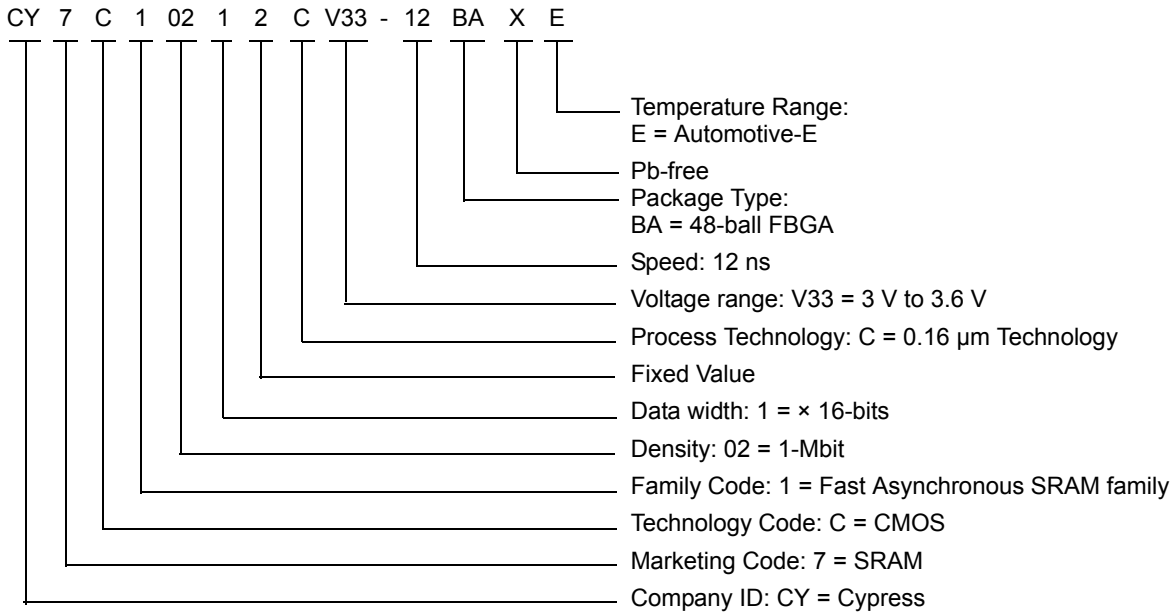 CY 7 C 1 02 1 2 C V33 - 12 BA X E
Temperature Range:
E = Automotive-E
Pb-free
Package Type:
BA = 48-ball FBGA
Speed: 12 ns
Voltage range: V33 = 3 V to 3.6 V
Process Technology: C = 0.16 µm Technology
Fixed Value
Data width: 1 = × 16-bits
Density: 02 = 1-Mbit
Family Code: 1 = Fast Asynchronous SRAM family
Technology Code: C = CMOS
Marketing Code: 7 = SRAM
Company ID: CY = Cypress